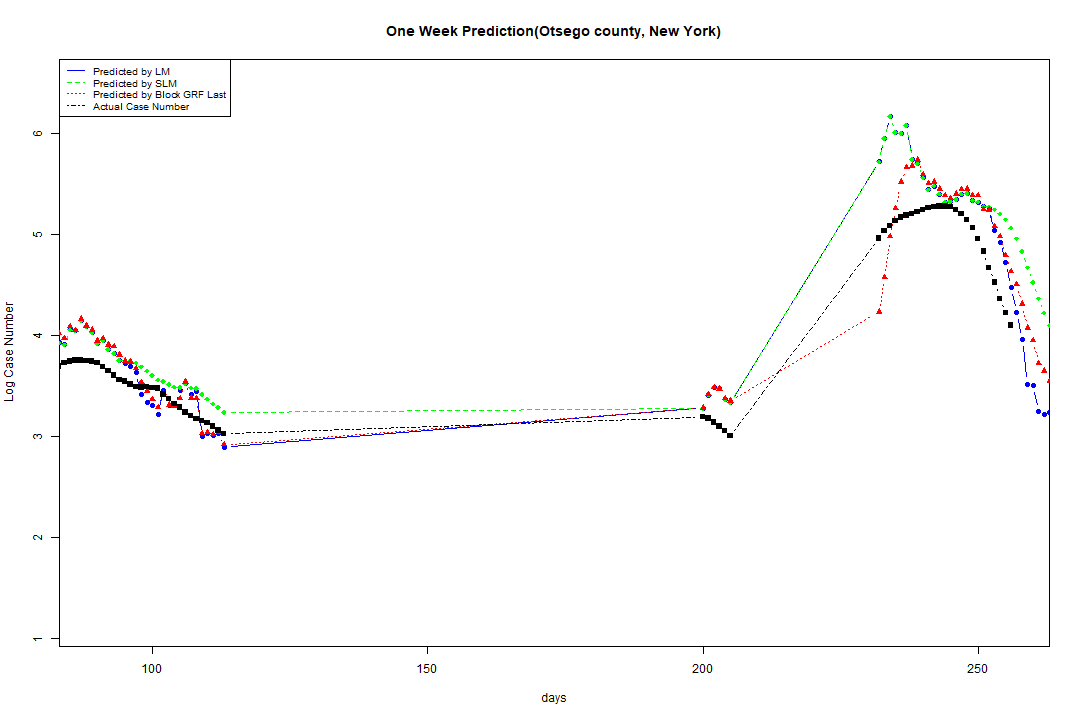 One Week Prediction(Otsego county, New York)
Predicted by LM
Predicted by SLM
Predicted by Block GRF Last
Actual Case Number
6
5
4
3
2
1
Log Case Number
100
150
200
250
days